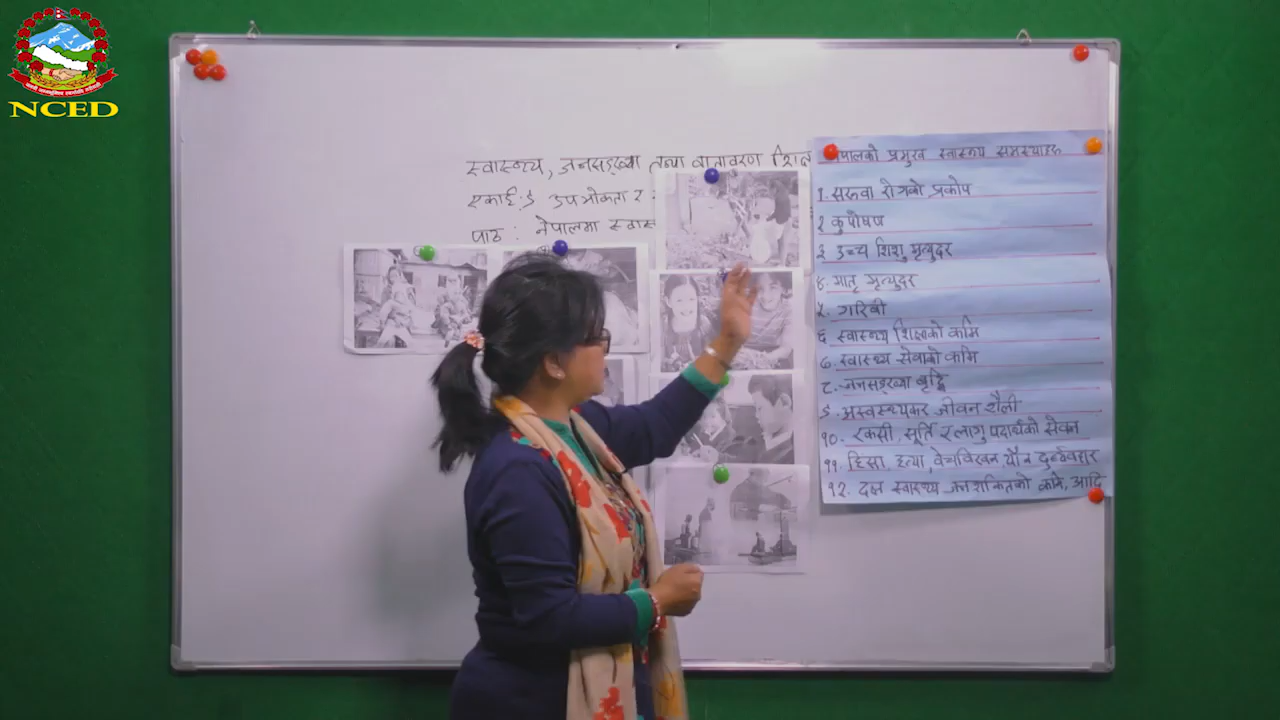 NCED
स्वास्थ्य, जनसङ्ख्या तथा वातावरण शिक्षा
एकाई: ९ उपभोक्ता र
पाठ : नेपालमा स्वास्
नेपालको प्रमुख स्वास्थ्य समस्याहरू
१. सरूवा रोगको प्रकोप
२ कुपोषण
३ उच्च शिशु मृत्युदर
४. मातृ मृत्युदर
५. गरिबी
६ स्वास्थ्य शिक्षाको कमि
७. स्वास्थ्य सेवाको कमि
८. जनसङ्ख्या बृद्धि
९. अस्वस्थ्यकर जीवन शैली
१०. रक्सी, सूर्ति र लागु पदार्थको सेवन
११. हिंसा, हत्या, वेचविखन, यौन दुर्व्यवहार
१२. दक्ष स्वास्थ्य जनशक्तिको कमि, आदि